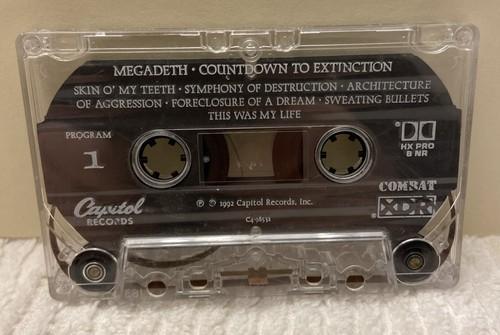 MEGADETH · COUNTDOWN TO EXTINCTION
SKIN O' MY TEETH · SYMPHONY OF DESTRUCTION · ARCHITECTURE
OF AGGRESSION · FORECLOSURE OF A DREAM · SWEATING BULLETS
THIS WAS MY LIFE
PROGRAM
1
HX PRO
B NR
COMBAT
XDR
Capitol
RECORDS
℗ © 1992 Capitol Records, Inc.
C4-98531